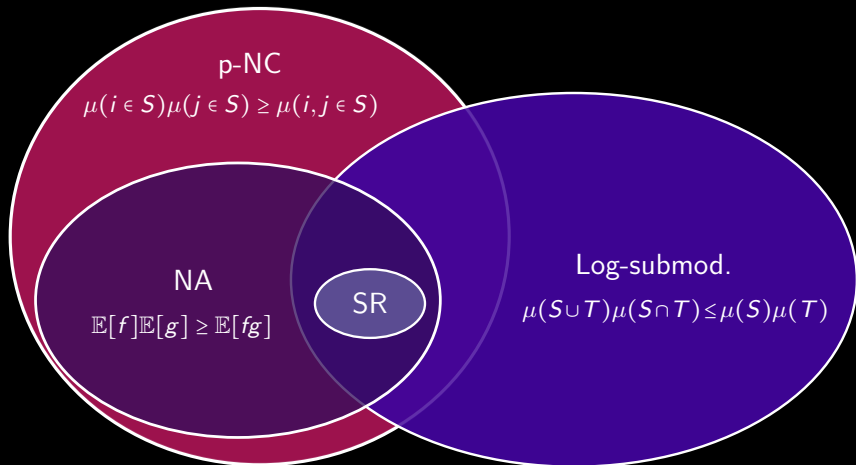 p-NC
μ(i ∈ S)μ(j ∈ S) ≥ μ(i, j ∈ S)
NA
𝔼[f]𝔼[g] ≥ 𝔼[fg]
SR
Log-submod.
μ(S ∪ T)μ(S ∩ T) ≤ μ(S)μ(T)